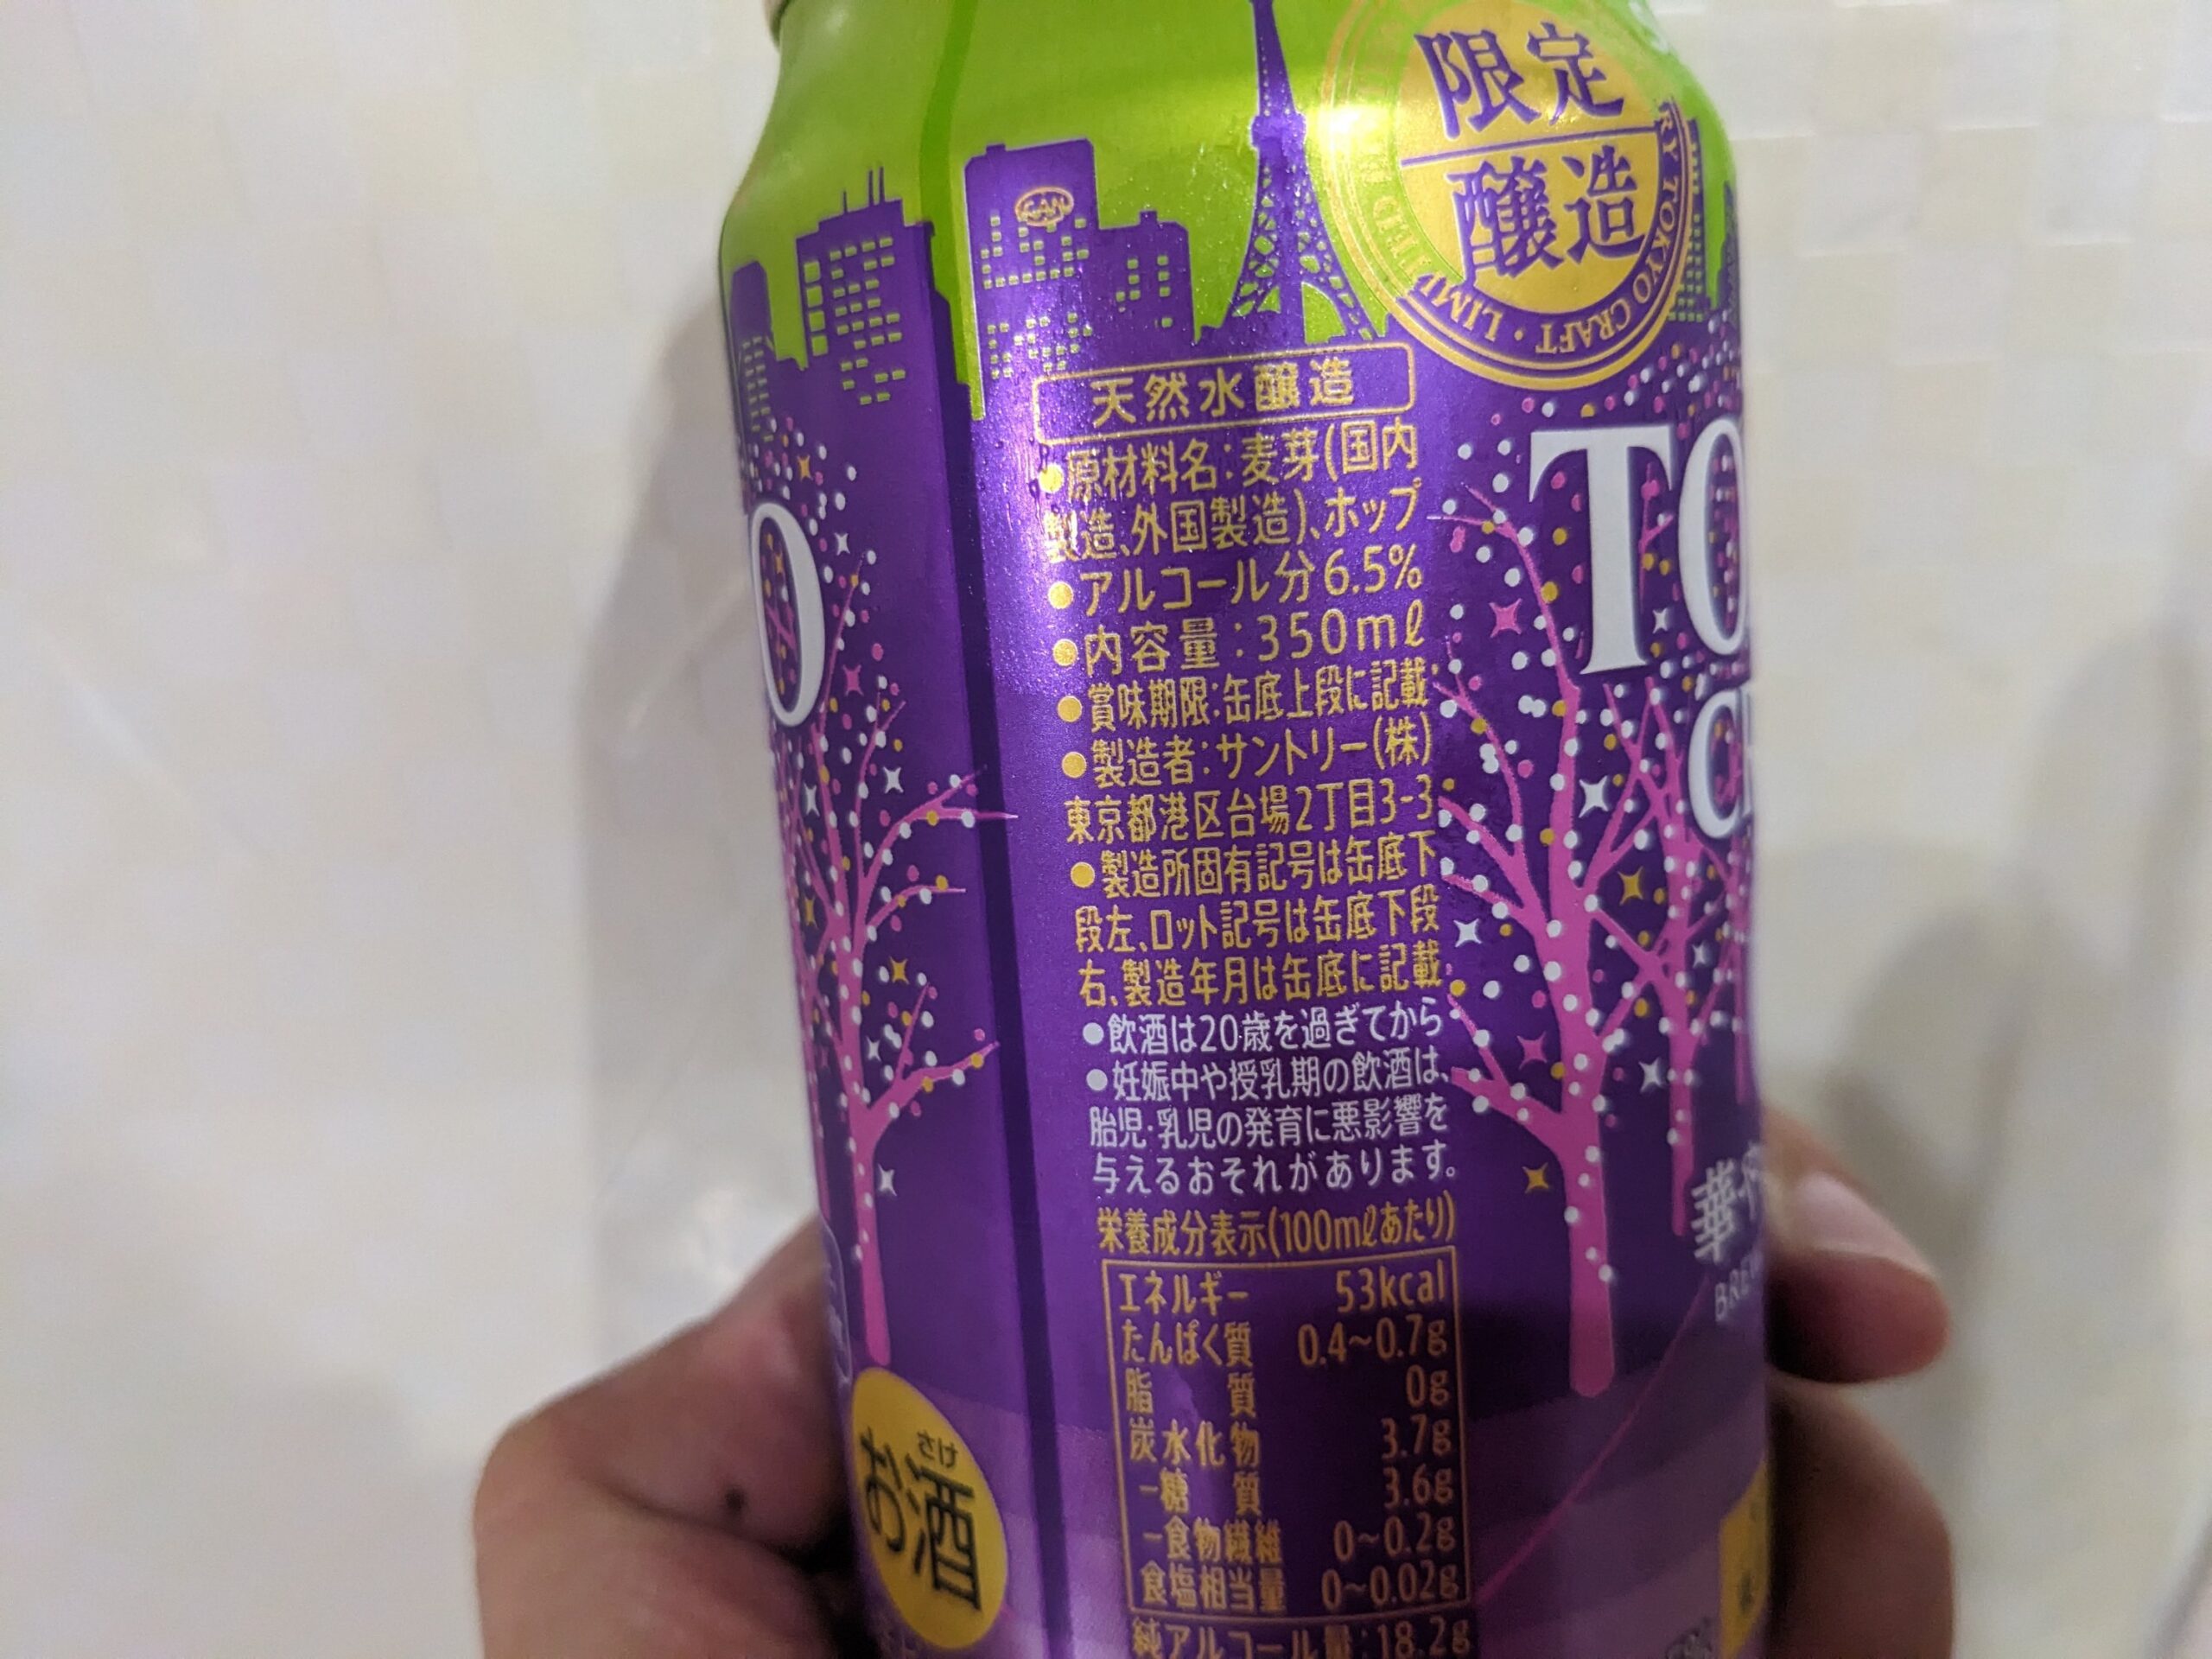 限定
醸造
RY TOKYO CRAFT・LIMITED
天然水醸造
●原材料名:麦芽(国内
製造、外国製造)、ホップ
●アルコール分6.5%
●内容量:350mℓ
●賞味期限:缶底上段に記載
●製造者:サントリー(株)
東京都港区台場2丁目3-3
●製造所固有記号は缶底下
段左、ロット記号は缶底下段
右、製造年月は缶底に記載
●飲酒は20歳を過ぎてから
●妊娠中や授乳期の飲酒は、
胎児・乳児の発育に悪影響を
与えるおそれがあります。
栄養成分表示(100mℓあたり)
エネルギー 53kcal
たんぱく質 0.4~0.7g
脂質 0g
炭水化物 3.7g
-糖質 3.6g
-食物繊維 0~0.2g
食塩相当量 0~0.02g
純アルコール量:18.2g
O
さけ
お酒
TO
C
華や
BRE